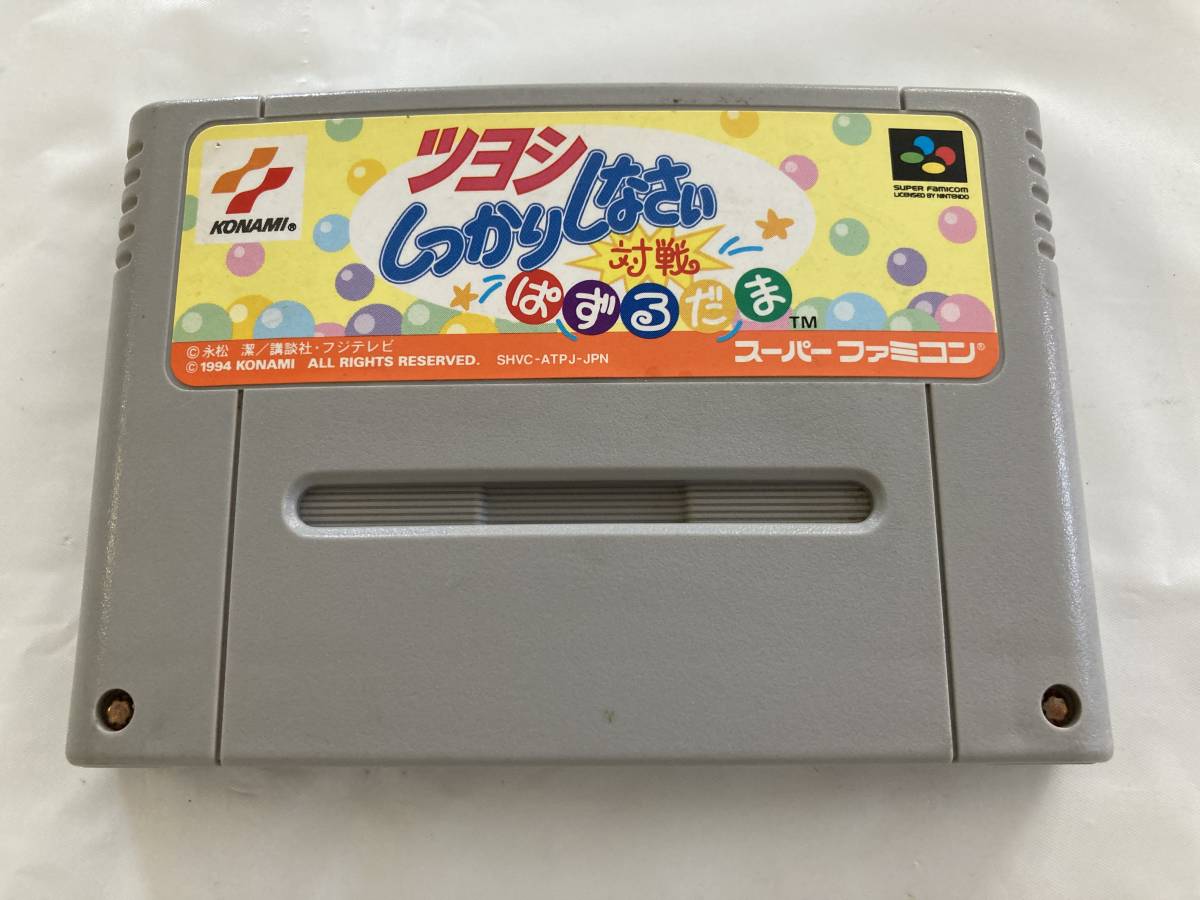 KONAMI®
ツヨシ
しっかりしなさい
対戦
ぱずるだま™
SUPER FAMICOM
LICENSED BY NINTENDO
©永松 潔／講談社・フジテレビ
©1994 KONAMI ALL RIGHTS RESERVED. SHVC-ATPJ-JPN
スーパーファミコン®